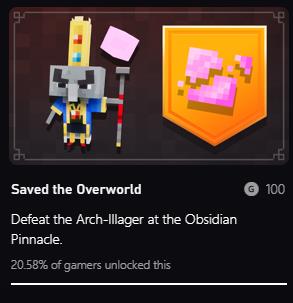 Saved the Overworld
G 100
Defeat the Arch-Illager at the Obsidian
Pinnacle.
20.58% of gamers unlocked this